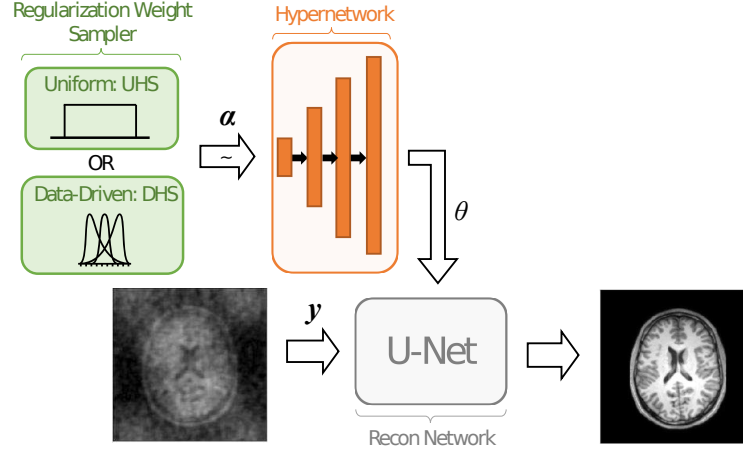 Regularization Weight
Sampler
Hypernetwork
Uniform: UHS
OR
Data-Driven: DHS
α
~
θ
y
U-Net
Recon Network